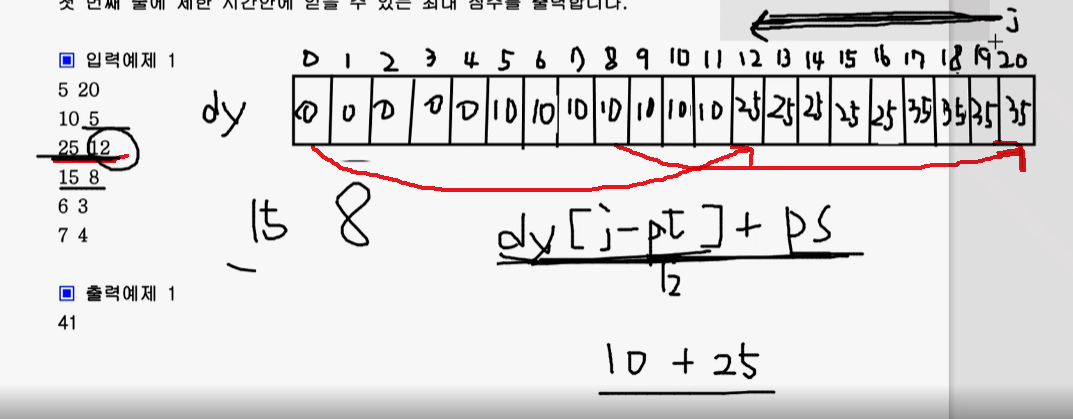 첫 번째 줄에 제한 시간안에 얻을 수 있는 최대 점수를 출력합니다.
j
▣ 입력예제 1
0 1 2 3 4 5 6 7 8 9 10 11 12 13 14 15 16 17 18 19 20
5 20
10 5
dy 0 0 0 0 0 10 10 10 10 10 10 10 25 25 25 25 25 35 35 35 35
25 12
15 8
6 3
15 8
7 4
dy[j-pt]+ps
12
▣ 출력예제 1
41
10 + 25